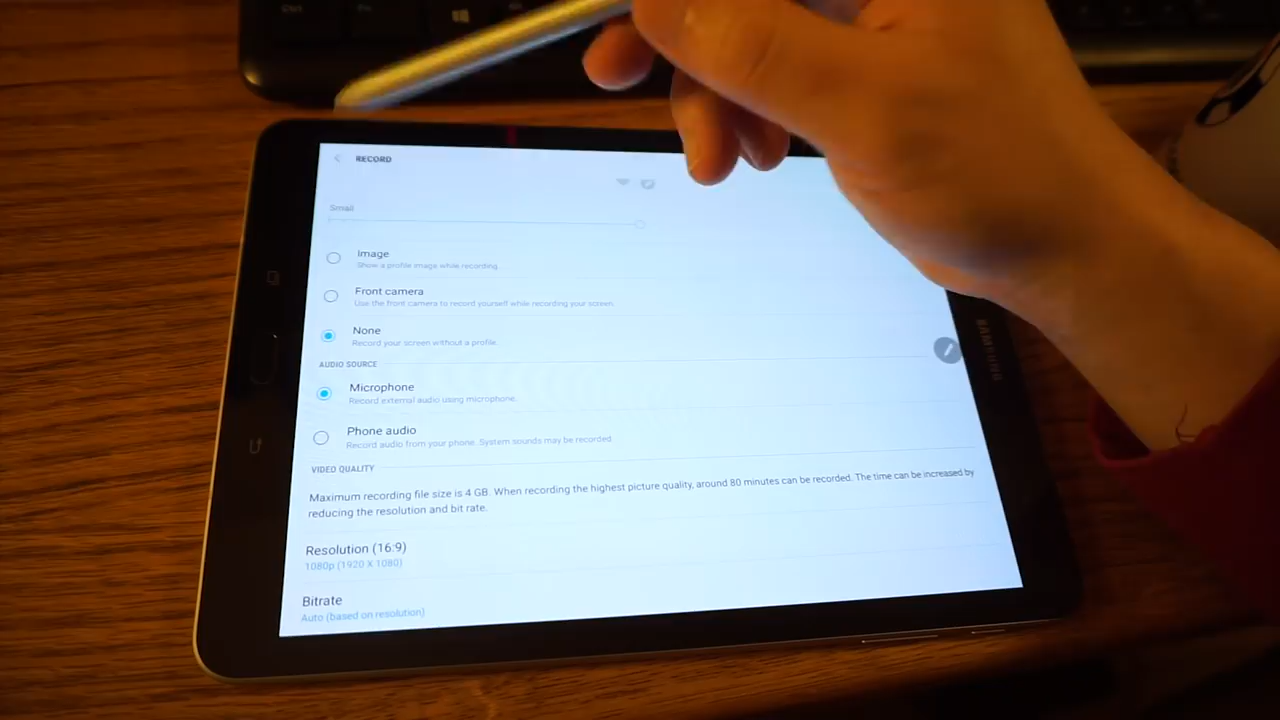 Ctrl
Fn
RECORD
Small
Image
Show a profile image while recording.
Front camera
Use the front camera to record yourself while recording your screen.
None
Record your screen without a profile.
AUDIO SOURCE
Microphone
Record external audio using microphone.
Phone audio
Record audio from your phone. System sounds may be recorded.
VIDEO QUALITY
Maximum recording file size is 4 GB. When recording the highest picture quality, around 80 minutes can be recorded. The time can be increased by
reducing the resolution and bit rate.
Resolution (16:9)
1080p (1920 X 1080)
Bitrate
Auto (based on resolution)
SAMSUNG